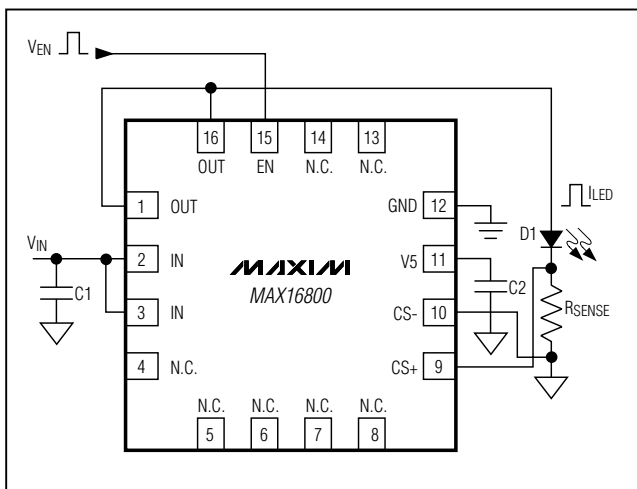 VEN
16 15 14 13
OUT EN N.C. N.C.
1 OUT
GND 12
ILED
D1
VIN
2 IN
V5 11
C1
MAXIM
MAX16800
C2
3 IN
CS- 10
RSENSE
4 N.C.
CS+ 9
N.C. N.C. N.C. N.C.
5 6 7 8